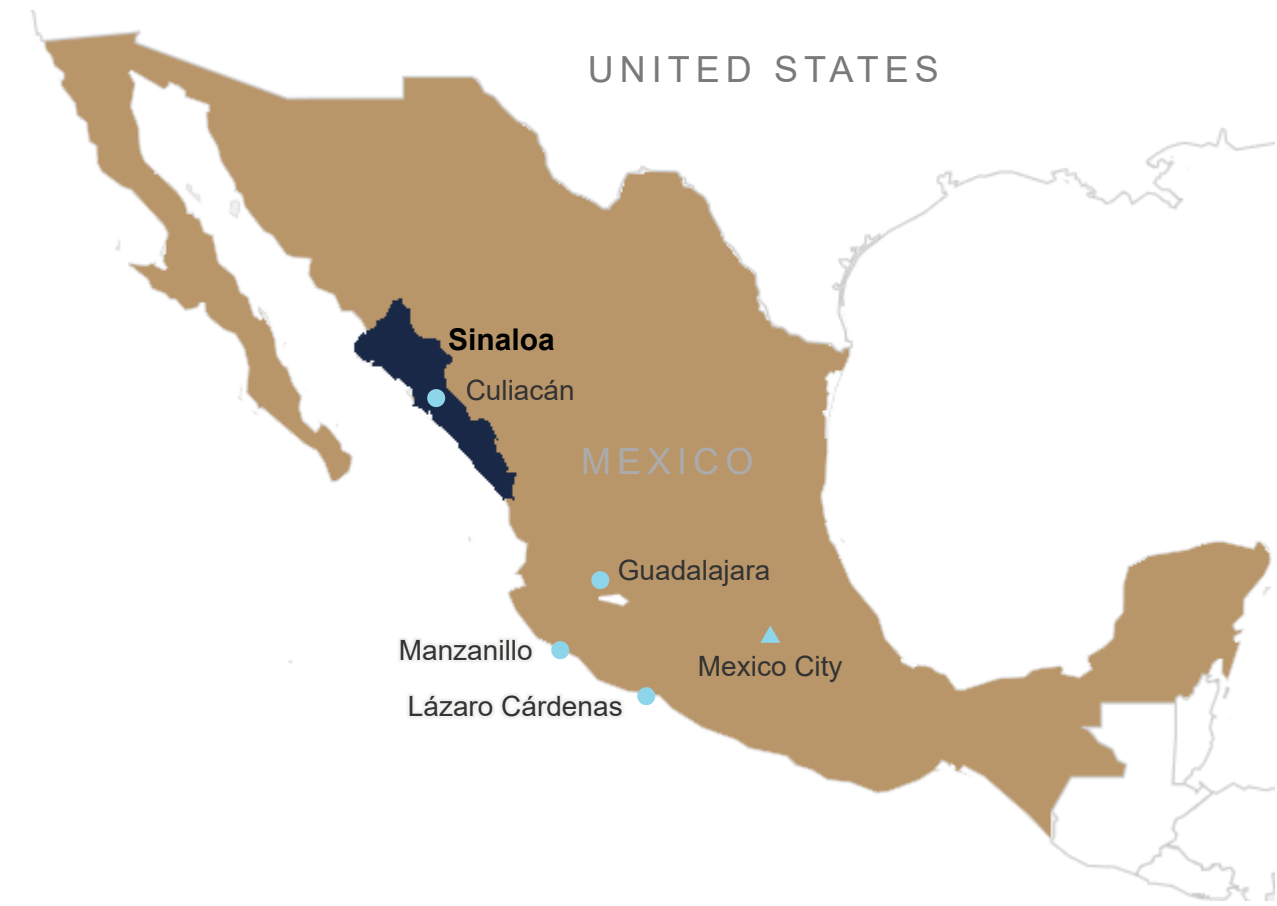 UNITED STATES
Sinaloa
Culiacán
MEXICO
Guadalajara
Manzanillo
Mexico City
Lázaro Cárdenas